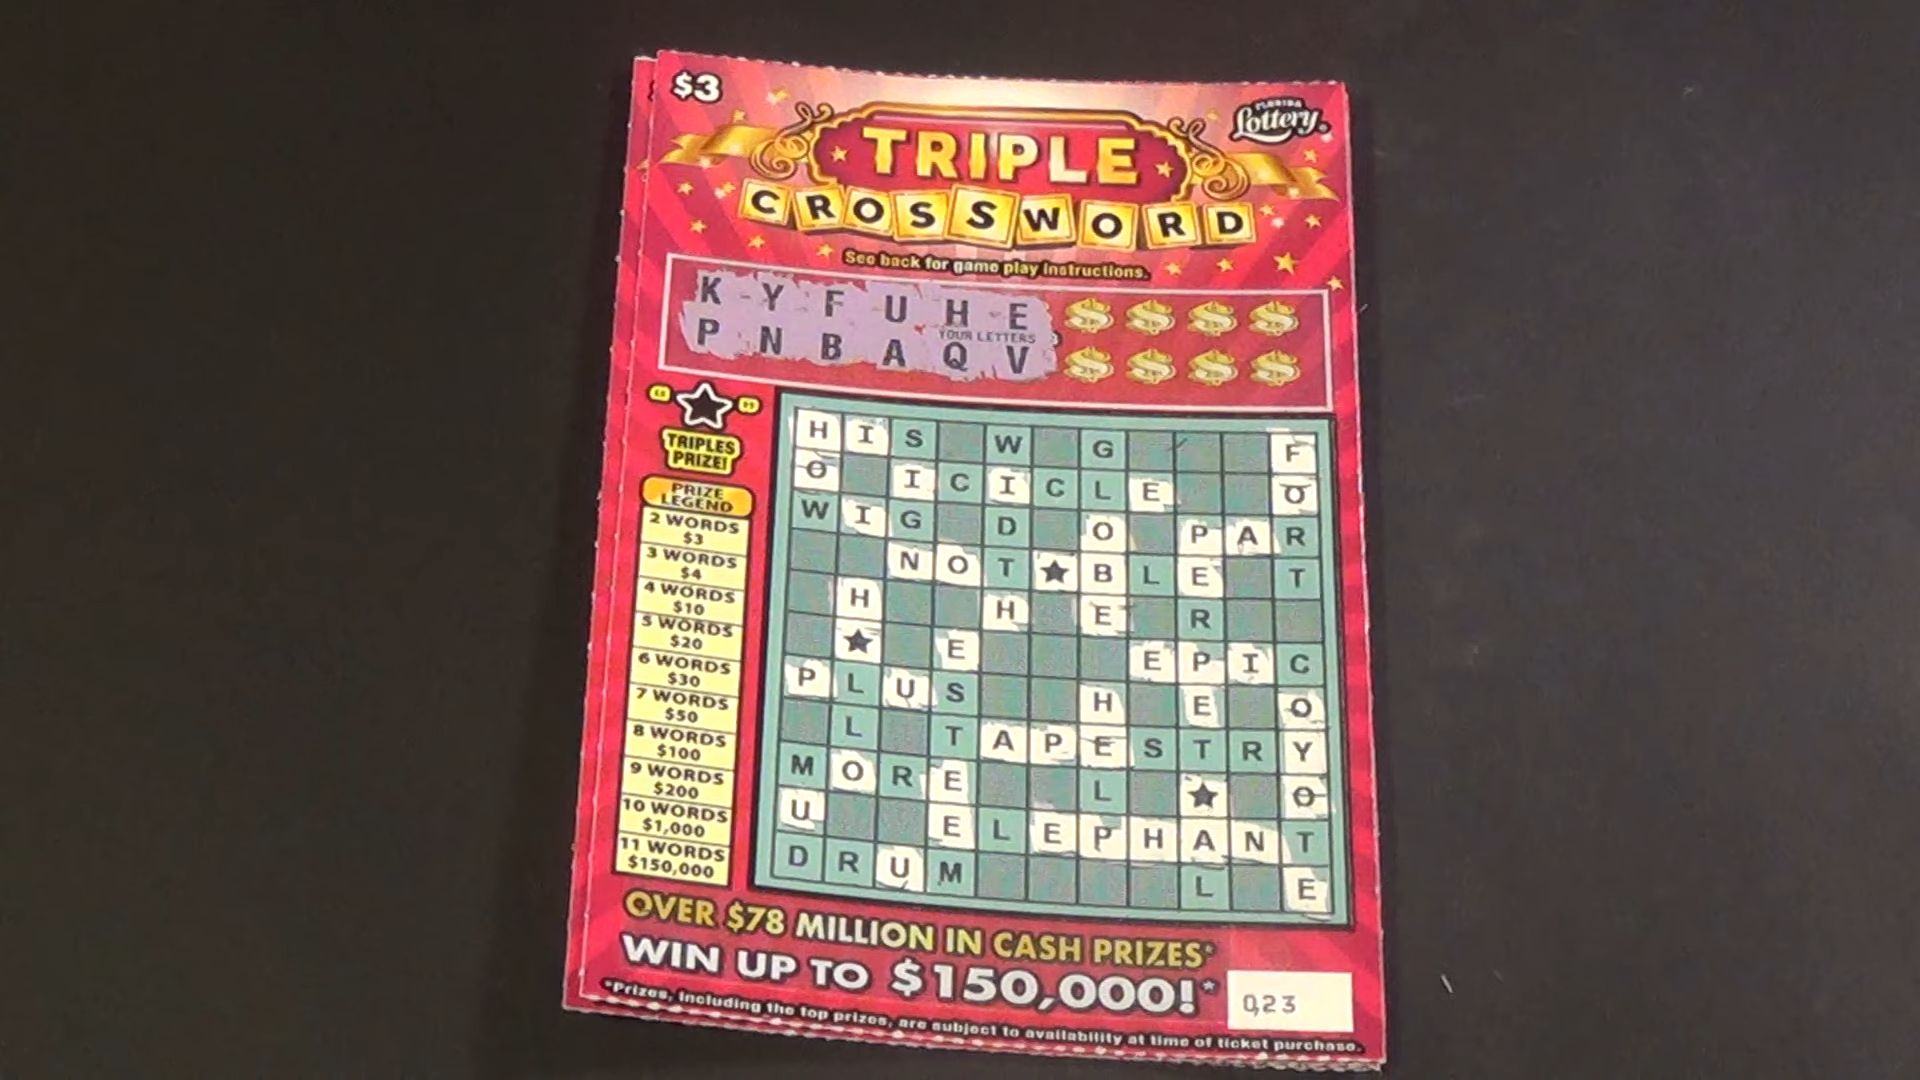 $3
FLORIDA
Lottery®
TRIPLE
CROSSWORD
See back for game play instructions.
K Y F U H E
YOUR LETTERS
P N B A Q V
TRIPLES
PRIZE!
PRIZE
LEGEND
2 WORDS
$3
3 WORDS
$4
4 WORDS
$10
5 WORDS
$20
6 WORDS
$30
7 WORDS
$50
8 WORDS
$100
9 WORDS
$200
10 WORDS
$1,000
11 WORDS
$150,000
H I S W G F
O I C I C L E O
W I G D O P A R
N O T ★ B L E T
H H E R
★ E E P I C
P L U S H E O
L T A P E S T R Y
M O R E L ★ O
U E L E P H A N T
D R U M L E
OVER $78 MILLION IN CASH PRIZES*
WIN UP TO $150,000!*
023
*Prizes, including the top prizes, are subject to availability at time of ticket purchase.